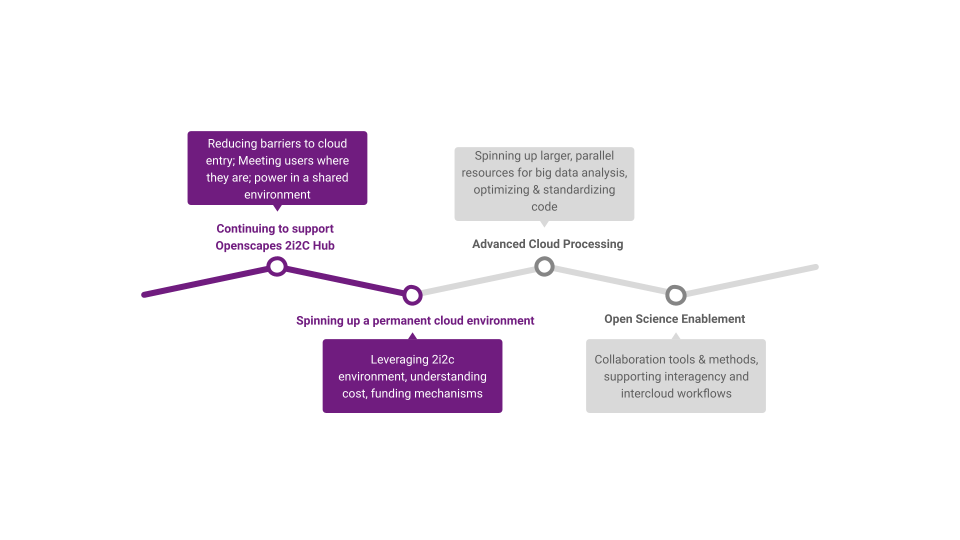 Reducing barriers to cloud
entry; Meeting users where
they are; power in a shared
environment
Continuing to support
Openscapes 2i2C Hub
Spinning up a permanent cloud environment
Leveraging 2i2c
environment, understanding
cost, funding mechanisms
Spinning up larger, parallel
resources for big data analysis,
optimizing & standardizing
code
Advanced Cloud Processing
Open Science Enablement
Collaboration tools & methods,
supporting interagency and
intercloud workflows